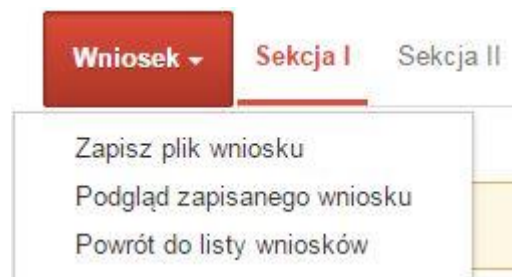 Wniosek Sekcja I Sekcja II
Zapisz plik wniosku
Podgląd zapisanego wniosku
Powrót do listy wniosków